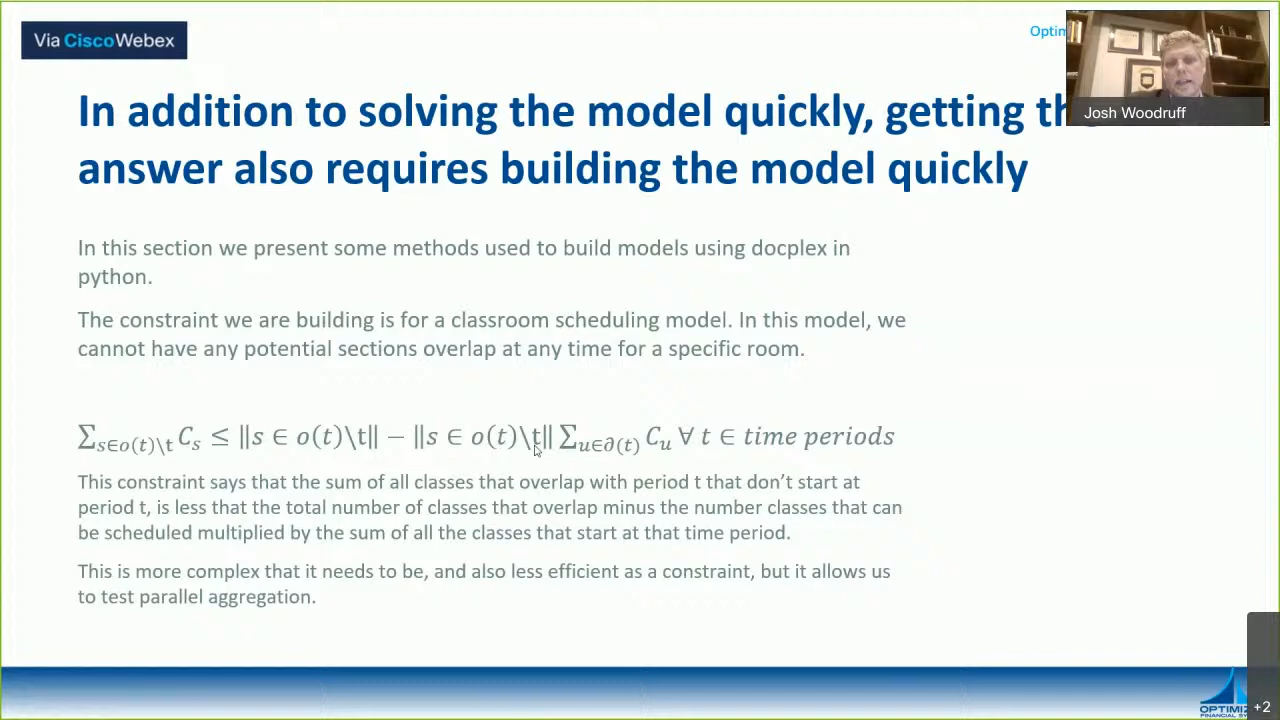 Via CiscoWebex
Optim
Josh Woodruff
In addition to solving the model quickly, getting th
answer also requires building the model quickly
In this section we present some methods used to build models using docplex in
python.
The constraint we are building is for a classroom scheduling model. In this model, we
cannot have any potential sections overlap at any time for a specific room.
∑_{s∈o(t)\t} C_s ≤ ‖s ∈ o(t)\t‖ − ‖s ∈ o(t)\t‖ ∑_{u∈∂(t)} C_u ∀ t ∈ time periods
This constraint says that the sum of all classes that overlap with period t that don't start at
period t, is less that the total number of classes that overlap minus the number classes that can
be scheduled multiplied by the sum of all the classes that start at that time period.
This is more complex that it needs to be, and also less efficient as a constraint, but it allows us
to test parallel aggregation.
OPTIMIZ
FINANCIAL SY
+2